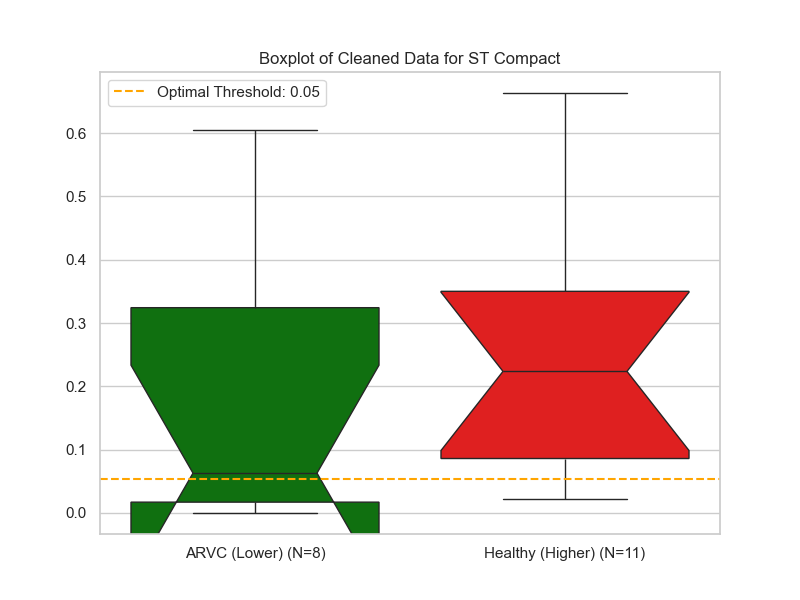 Boxplot of Cleaned Data for ST Compact
Optimal Threshold: 0.05
0.6
0.5
0.4
0.3
0.2
0.1
0.0
ARVC (Lower) (N=8)
Healthy (Higher) (N=11)